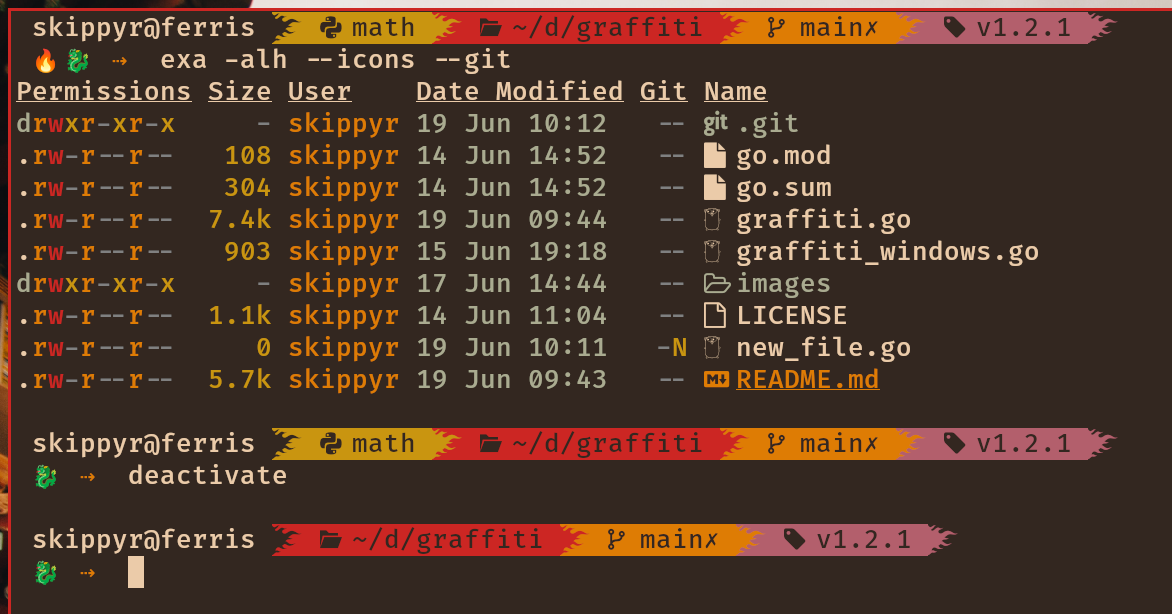 skippyr@ferris math ~/d/graffiti main✗ v1.2.1
🔥🐉 ⇢ exa -alh --icons --git
Permissions Size User Date Modified Git Name
drwxr-xr-x - skippyr 19 Jun 10:12 -- git .git
.rw-r--r-- 108 skippyr 14 Jun 14:52 -- go.mod
.rw-r--r-- 304 skippyr 14 Jun 14:52 -- go.sum
.rw-r--r-- 7.4k skippyr 19 Jun 09:44 -- graffiti.go
.rw-r--r-- 903 skippyr 15 Jun 19:18 -- graffiti_windows.go
drwxr-xr-x - skippyr 17 Jun 14:44 -- images
.rw-r--r-- 1.1k skippyr 14 Jun 11:04 -- LICENSE
.rw-r--r-- 0 skippyr 19 Jun 10:11 -N new_file.go
.rw-r--r-- 5.7k skippyr 19 Jun 09:43 -- README.md
skippyr@ferris math ~/d/graffiti main✗ v1.2.1
🐉 ⇢ deactivate
skippyr@ferris ~/d/graffiti main✗ v1.2.1
🐉 ⇢